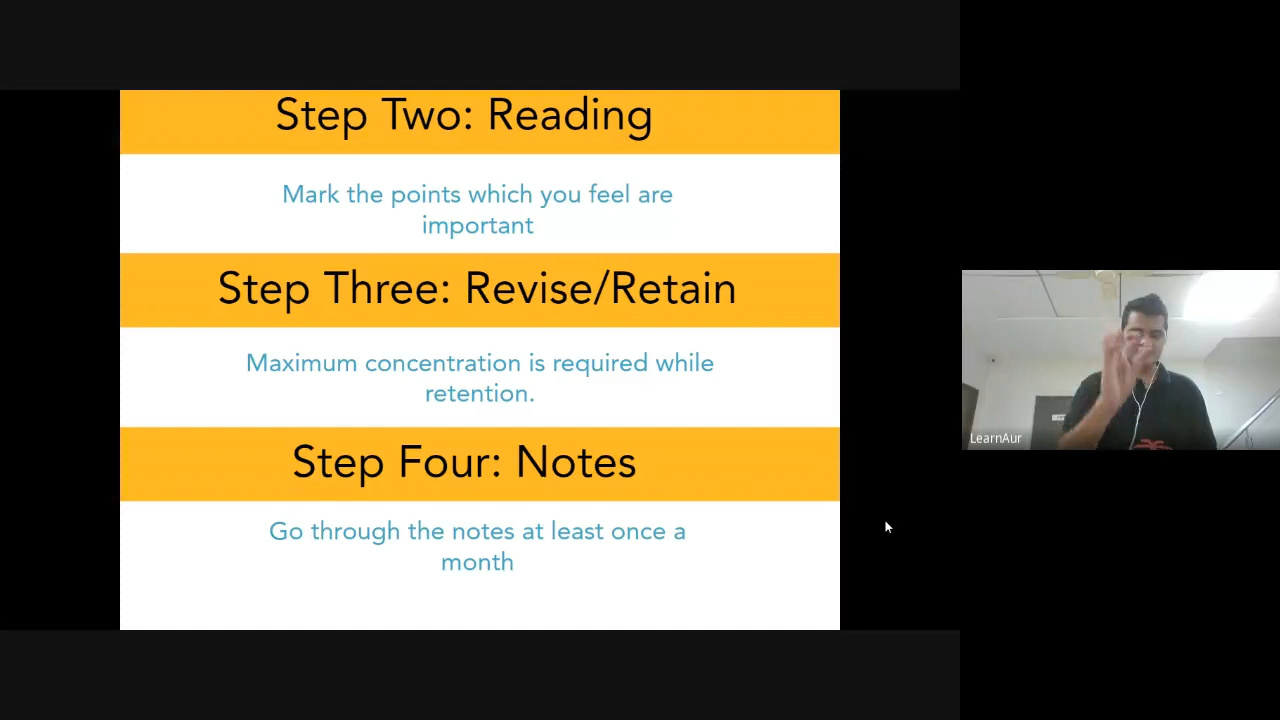 Step Two: Reading
Mark the points which you feel are
important
Step Three: Revise/Retain
Maximum concentration is required while
retention.
Step Four: Notes
Go through the notes at least once a
month
LearnAur